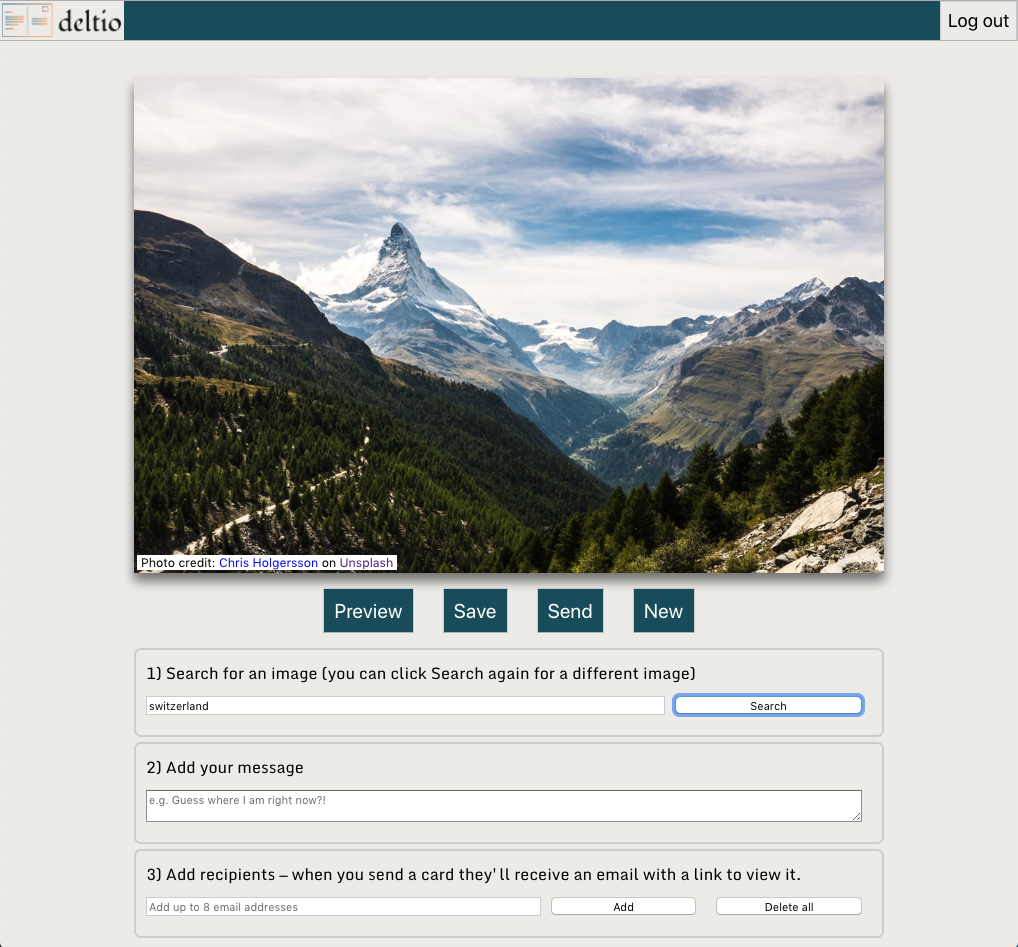 deltio
Log out
Photo credit: Chris Holgersson on Unsplash
Preview
Save
Send
New
1) Search for an image (you can click Search again for a different image)
switzerland
Search
2) Add your message
e.g. Guess where I am right now?!
3) Add recipients – when you send a card they'll receive an email with a link to view it.
Add up to 8 email addresses
Add
Delete all